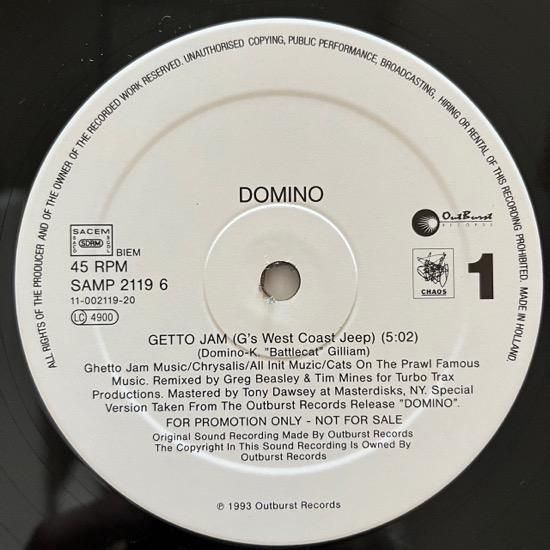 ALL RIGHTS OF THE PRODUCER AND OF THE OWNER OF THE RECORDED WORK RESERVED. UNAUTHORISED COPYING, PUBLIC PERFORMANCE, BROADCASTING, HIRING OR RENTAL OF THIS RECORDING PROHIBITED. MADE IN HOLLAND.
DOMINO
SACEM
SDRM
BIEM
OutBurst
RECORDS
CHAOS
1
45 RPM
SAMP 2119 6
11-002119-20
LC 4900
GETTO JAM (G's West Coast Jeep) (5:02)
(Domino-K. "Battlecat" Gilliam)
Ghetto Jam Music/Chrysalis/All Init Muzic/Cats On The Prawl Famous
Music. Remixed by Greg Beasley & Tim Mines for Turbo Trax
Productions. Mastered by Tony Dawsey at Masterdisks, NY. Special
Version Taken From The Outburst Records Release "DOMINO".
FOR PROMOTION ONLY - NOT FOR SALE
Original Sound Recording Made By Outburst Records
The Copyright In This Sound Recording Is Owned By
Outburst Records
℗ 1993 Outburst Records